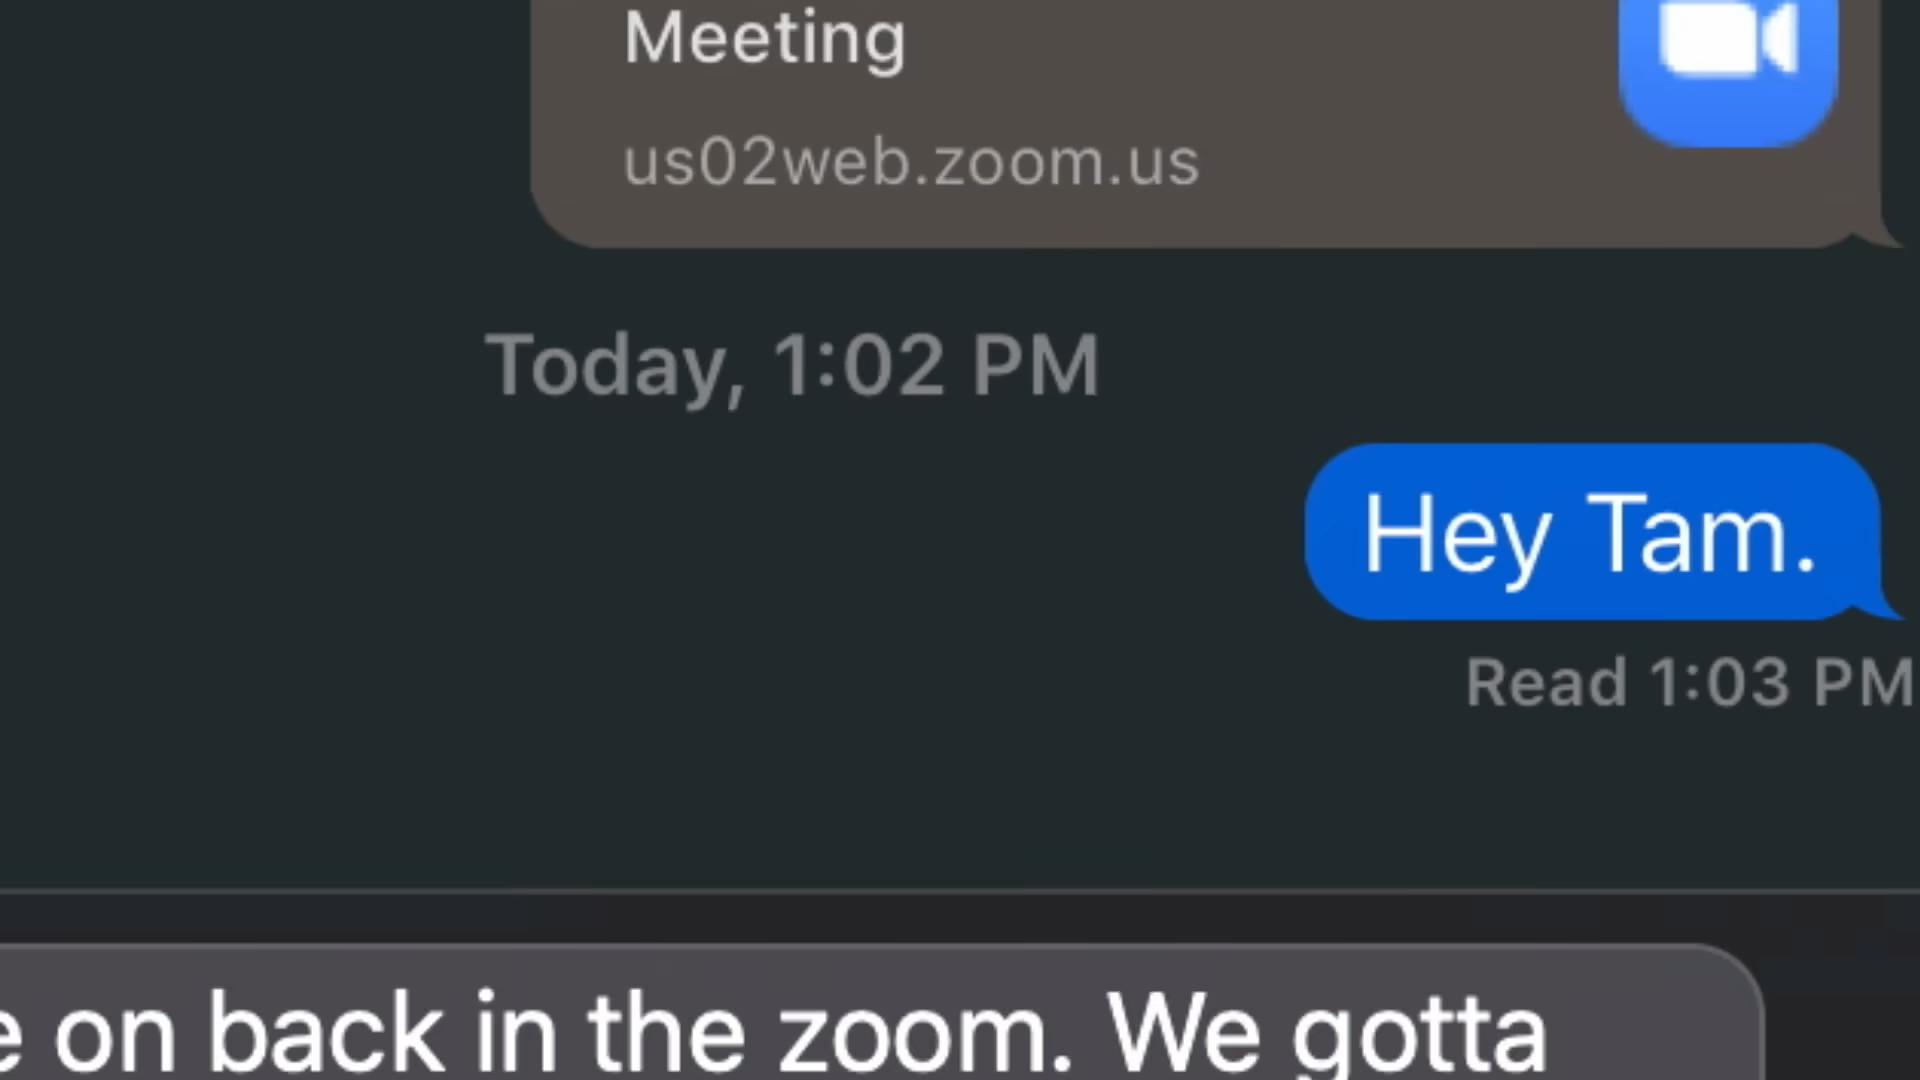 Meeting
us02web.zoom.us
Today, 1:02 PM
Hey Tam.
Read 1:03 PM
on back in the zoom. We gotta